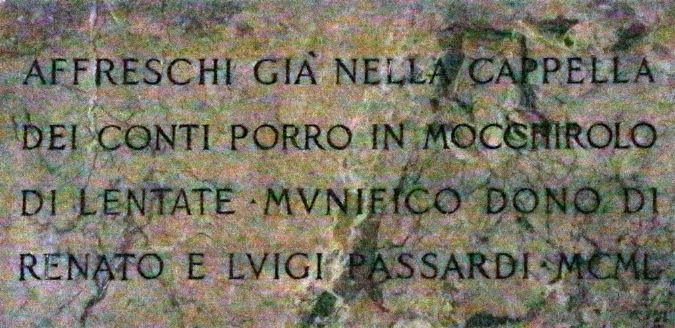 AFFRESCHI GIÀ NELLA CAPPELLA
DEI CONTI PORRO IN MOCCHIROLO
DI LENTATE · MVNIFICO DONO DI
RENATO E LVIGI PASSARDI · MCML